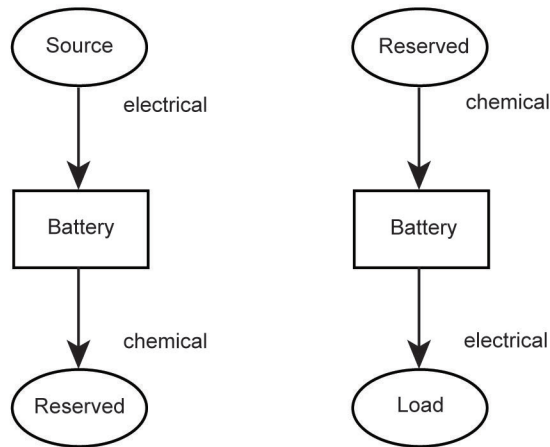 Source
electrical
Battery
chemical
Reserved
Reserved
chemical
Battery
electrical
Load